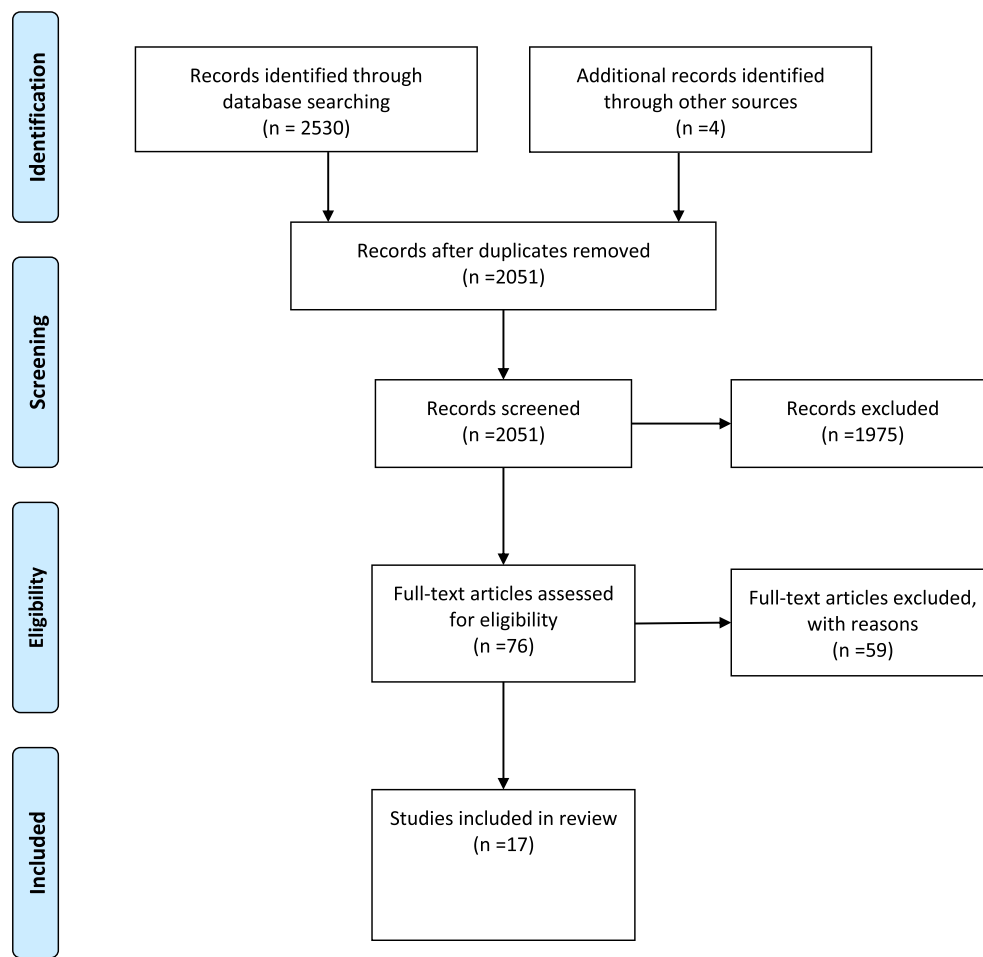 Identification
Records identified through
database searching
(n = 2530)
Additional records identified
through other sources
(n =4)
Records after duplicates removed
(n =2051)
Screening
Records screened
(n =2051)
Records excluded
(n =1975)
Eligibility
Full-text articles assessed
for eligibility
(n =76)
Full-text articles excluded,
with reasons
(n =59)
Included
Studies included in review
(n =17)